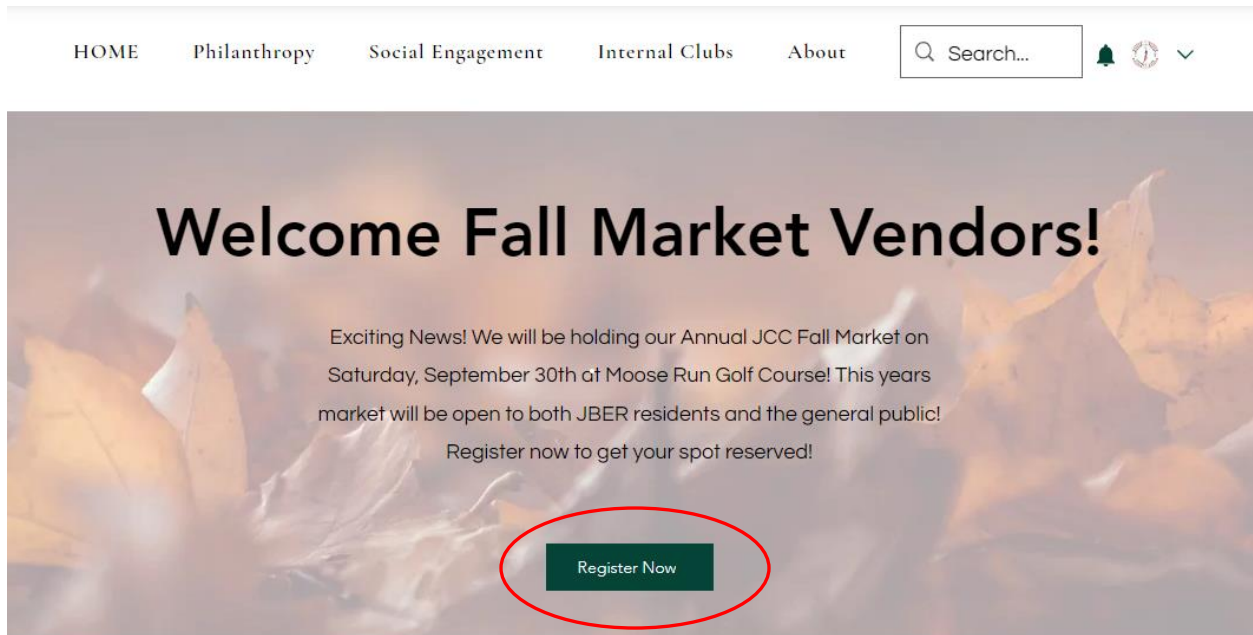 HOME Philanthropy Social Engagement Internal Clubs About Search...
Welcome Fall Market Vendors!
Exciting News! We will be holding our Annual JCC Fall Market on
Saturday, September 30th at Moose Run Golf Course! This years
market will be open to both JBER residents and the general public!
Register now to get your spot reserved!
Register Now